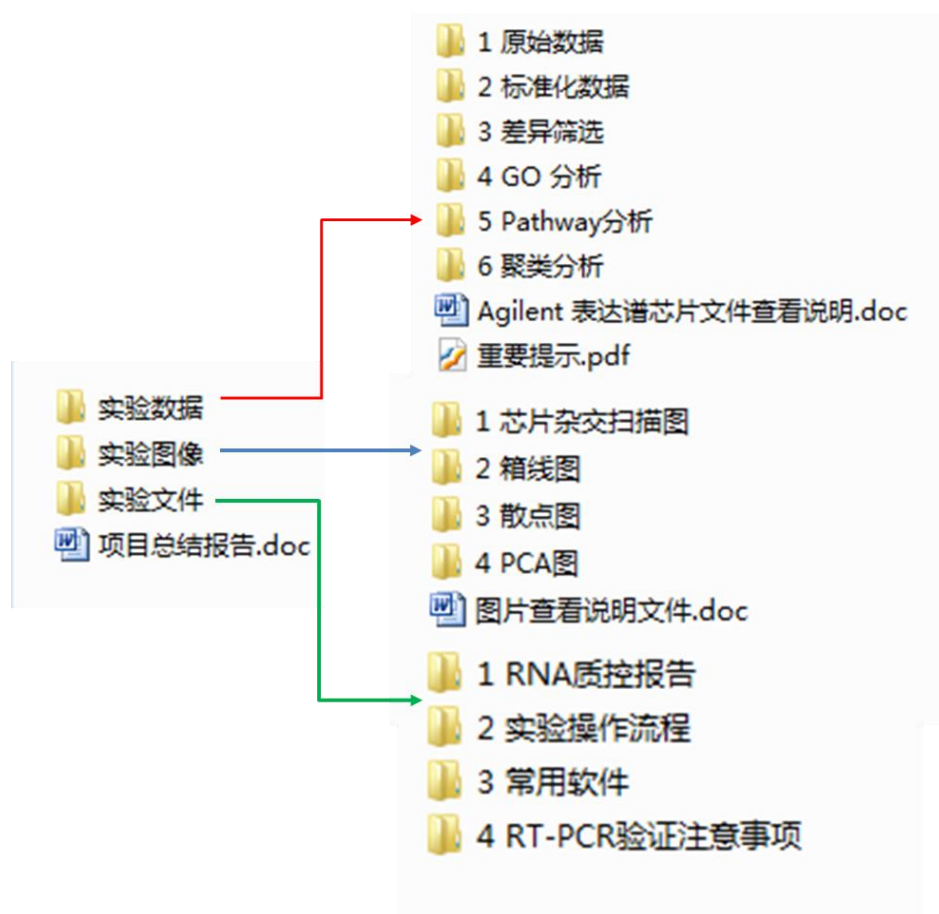 实验数据
实验图像
实验文件
项目总结报告.doc
1 原始数据
2 标准化数据
3 差异筛选
4 GO 分析
5 Pathway分析
6 聚类分析
Agilent 表达谱芯片文件查看说明.doc
重要提示.pdf
1 芯片杂交扫描图
2 箱线图
3 散点图
4 PCA图
图片查看说明文件.doc
1 RNA质控报告
2 实验操作流程
3 常用软件
4 RT-PCR验证注意事项